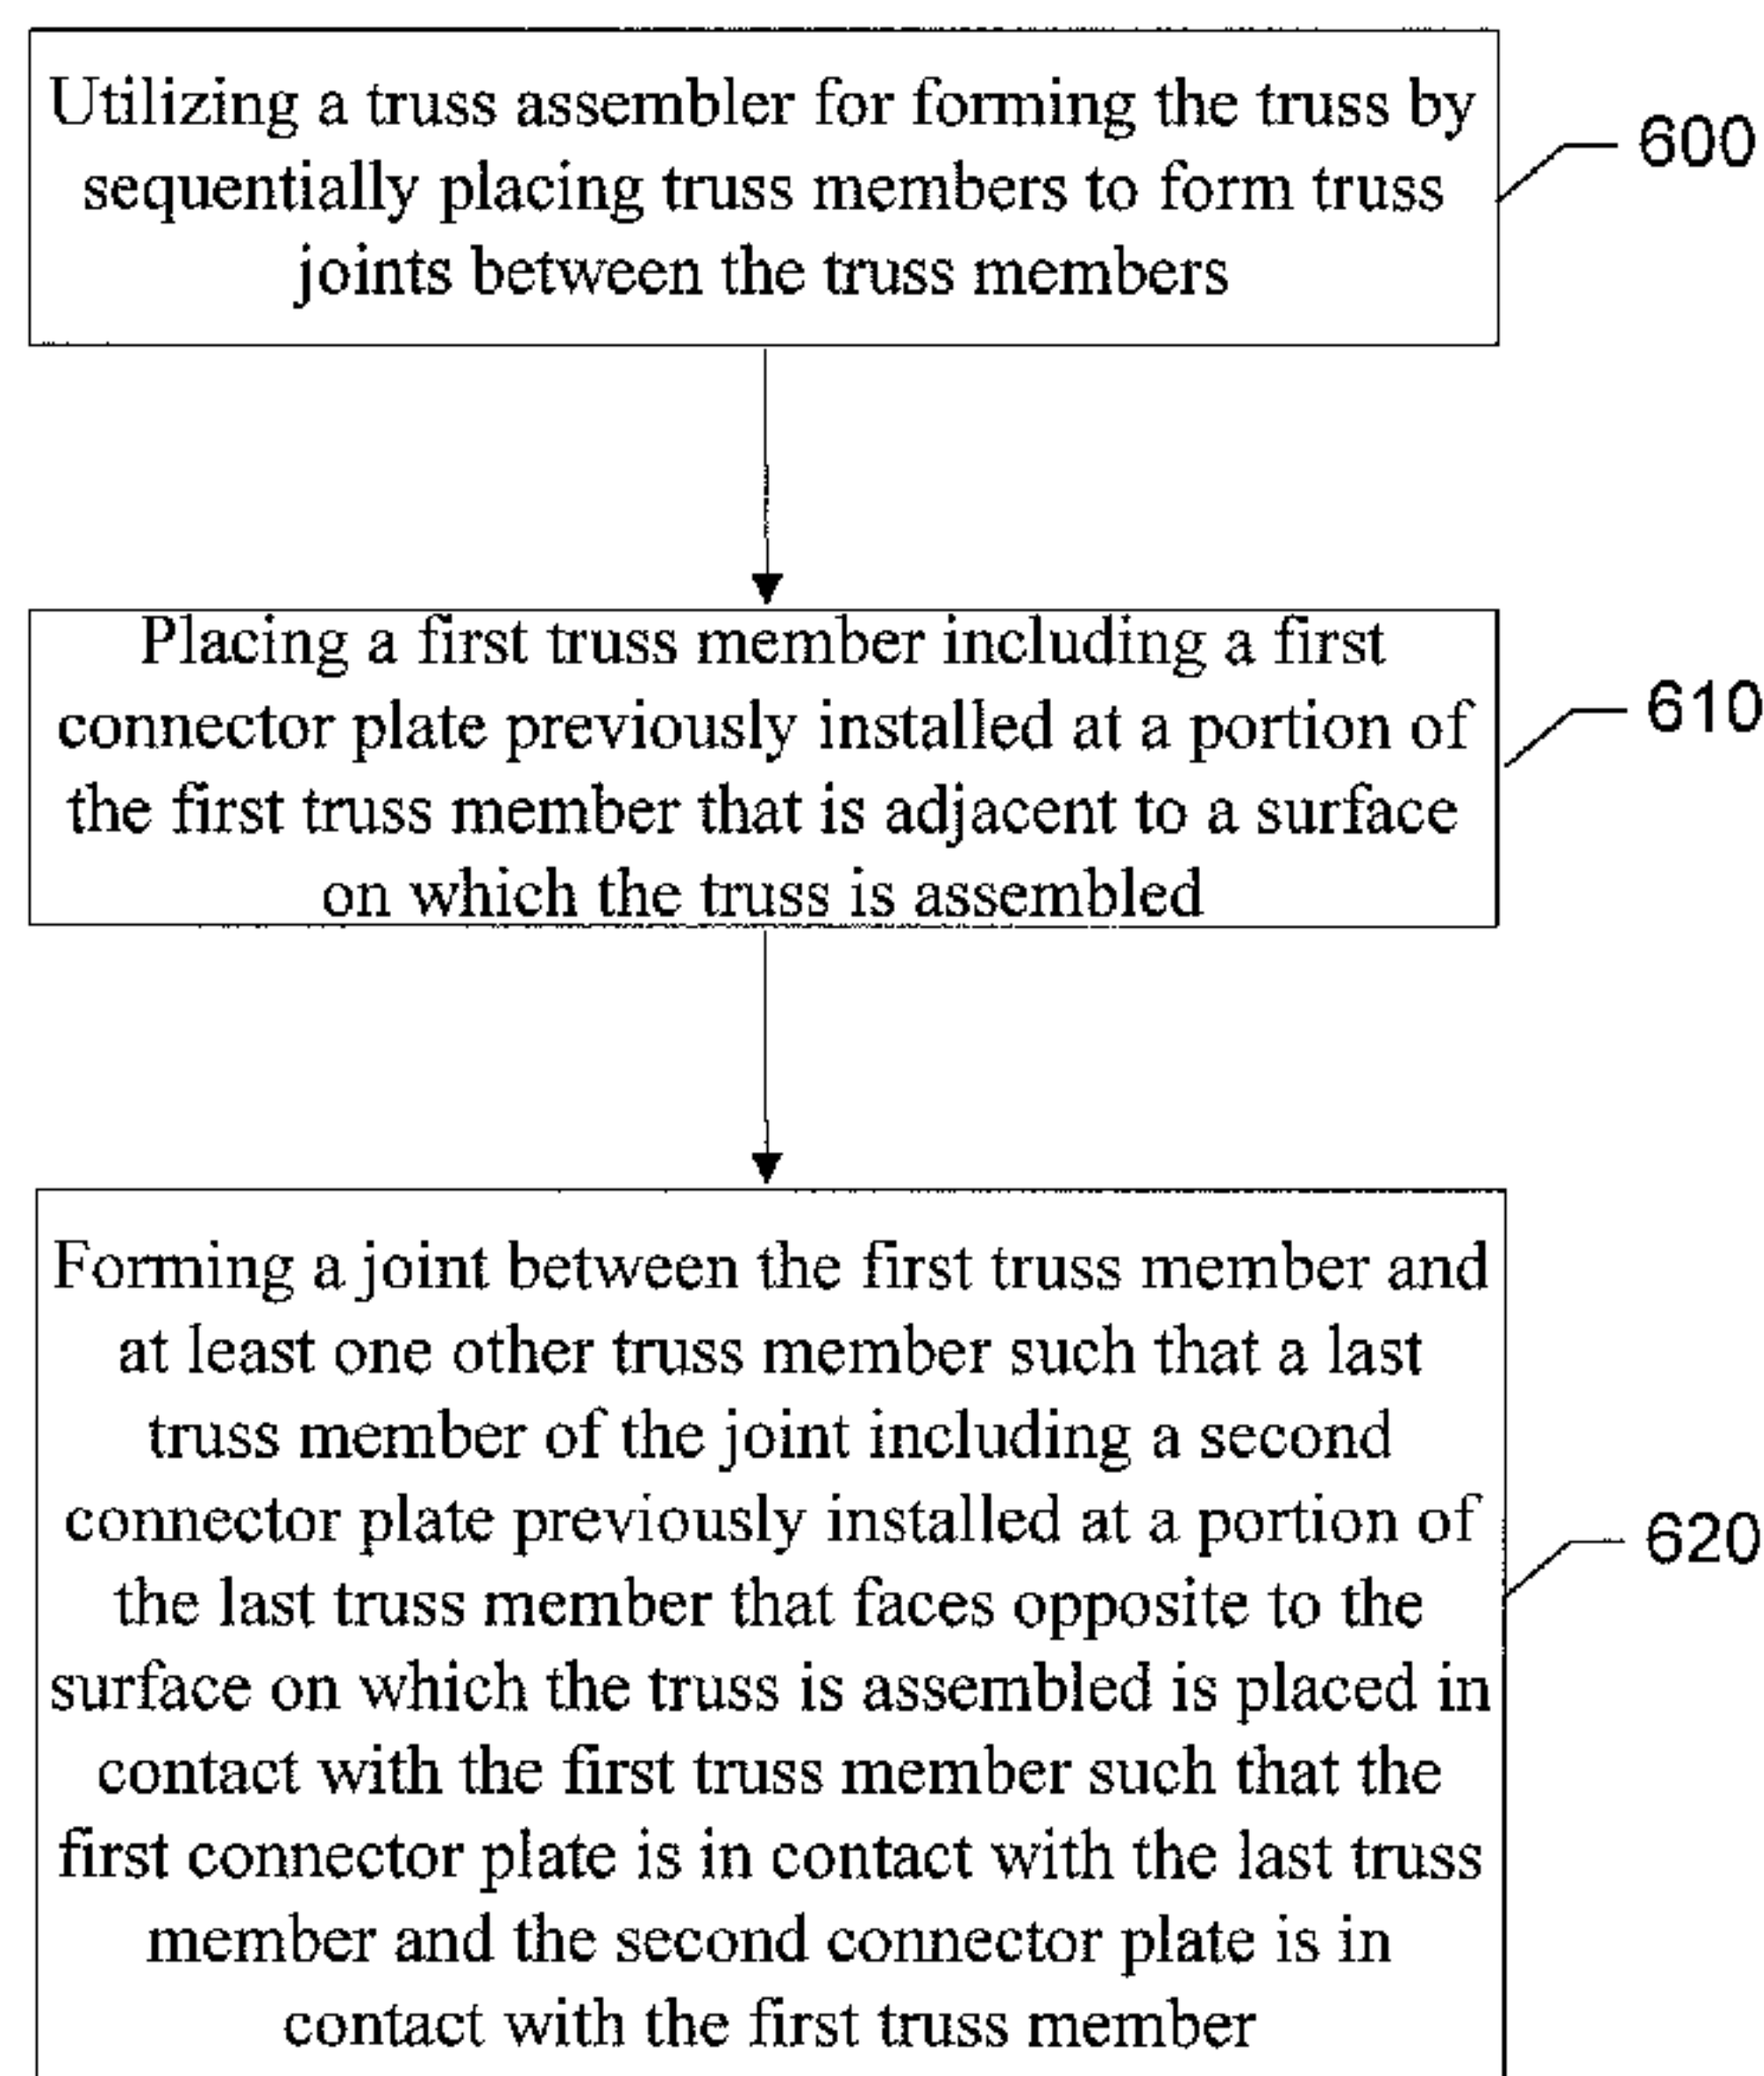 Utilizing a truss assembler for forming the truss by
sequentially placing truss members to form truss
joints between the truss members
600
Placing a first truss member including a first
connector plate previously installed at a portion of
the first truss member that is adjacent to a surface
on which the truss is assembled
610
Forming a joint between the first truss member and
at least one other truss member such that a last
truss member of the joint including a second
connector plate previously installed at a portion of
the last truss member that faces opposite to the
surface on which the truss is assembled is placed in
contact with the first truss member such that the
first connector plate is in contact with the last truss
member and the second connector plate is in
contact with the first truss member
620